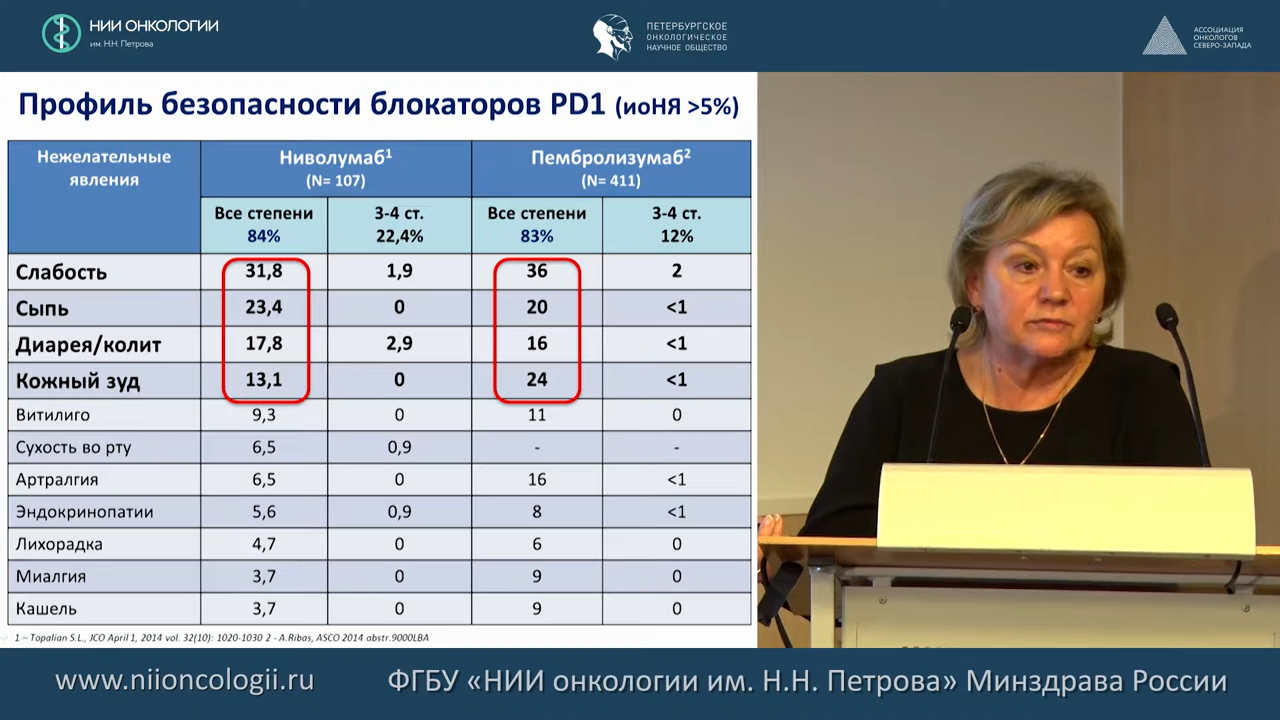 НИИ ОНКОЛОГИИ
им. Н.Н. Петрова
ПЕТЕРБУРГСКОЕ
ОНКОЛОГИЧЕСКОЕ
НАУЧНОЕ ОБЩЕСТВО
АССОЦИАЦИЯ
ОНКОЛОГОВ
СЕВЕРО-ЗАПАДА
Профиль безопасности блокаторов PD1 (иоНЯ >5%)
Нежелательные явления Ниволумаб1 (N= 107) Пембролизумаб2 (N= 411)
Все степени 84% 3-4 ст. 22,4% Все степени 83% 3-4 ст. 12%
Слабость 31,8 1,9 36 2
Сыпь 23,4 0 20 <1
Диарея/колит 17,8 2,9 16 <1
Кожный зуд 13,1 0 24 <1
Витилиго 9,3 0 11 0
Сухость во рту 6,5 0,9 - -
Артралгия 6,5 0 16 <1
Эндокринопатии 5,6 0,9 8 <1
Лихорадка 4,7 0 6 0
Миалгия 3,7 0 9 0
Кашель 3,7 0 9 0
1 – Topalian S.L., JCO April 1, 2014 vol. 32(10): 1020-1030 2 - A.Ribas, ASCO 2014 abstr.9000LBA
www.niioncologii.ru
ФГБУ «НИИ онкологии им. Н.Н. Петрова» Минздрава России